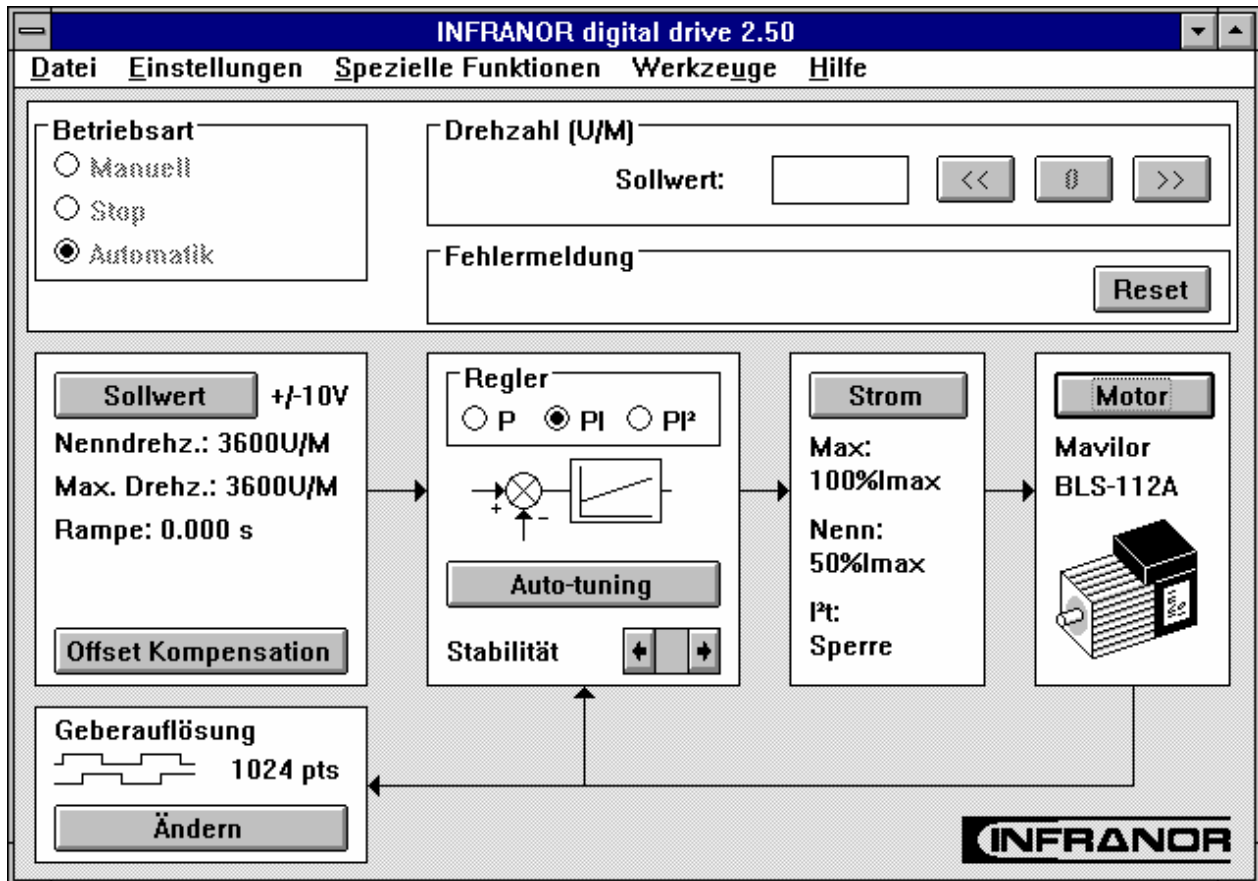 INFRANOR digital drive 2.50
Datei Einstellungen Spezielle Funktionen Werkzeuge Hilfe
Betriebsart
Manuell
Stop
Automatik
Drehzahl (U/M)
Sollwert: << 0 >>
Fehlermeldung
Reset
Sollwert +/-10V
Nenndrehz.: 3600U/M
Max. Drehz.: 3600U/M
Rampe: 0.000 s
Offset Kompensation
Regler
P PI PI²
+ -
Auto-tuning
Stabilität
Strom
Max:
100%Imax
Nenn:
50%Imax
I²t:
Sperre
Motor
Mavilor
BLS-112A
Geberauflösung
1024 pts
Ändern
INFRANOR